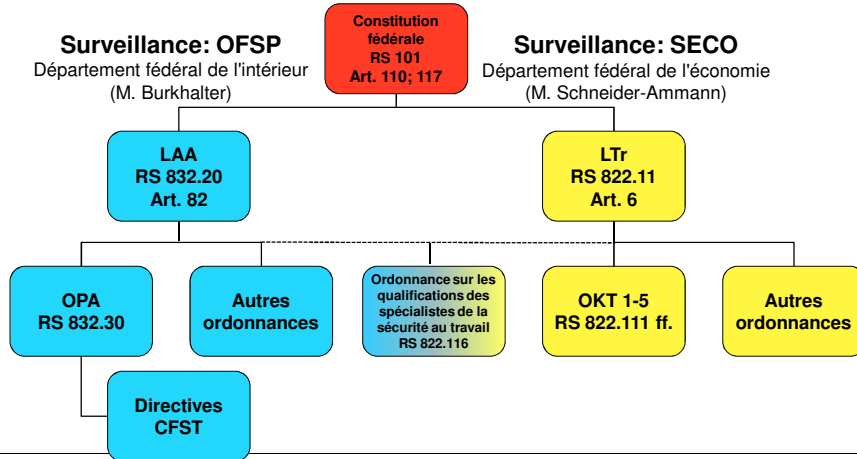 Constitution
fédérale
RS 101
Art. 110; 117
Surveillance: OFSP
Département fédéral de l'intérieur
(M. Burkhalter)
Surveillance: SECO
Département fédéral de l'économie
(M. Schneider-Ammann)
LAA
RS 832.20
Art. 82
LTr
RS 822.11
Art. 6
OPA
RS 832.30
Autres
ordonnances
Ordonnance sur les
qualifications des
spécialistes de la
sécurité au travail
RS 822.116
OKT 1-5
RS 822.111 ff.
Autres
ordonnances
Directives
CFST